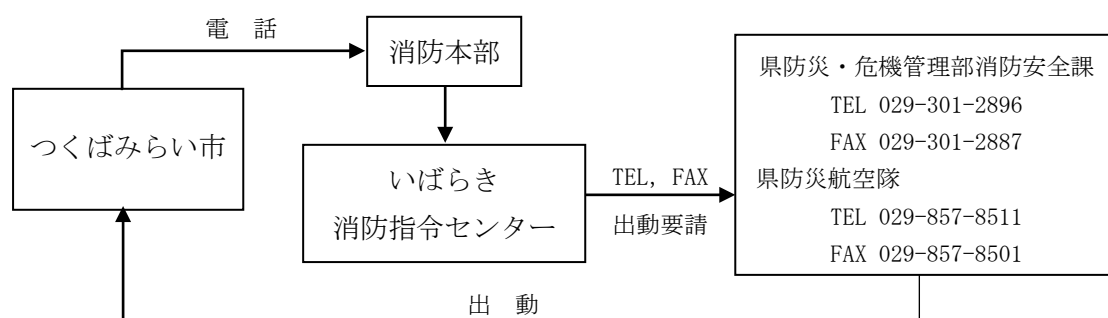 電　話
消防本部
つくばみらい市
いばらき
消防指令センター
TEL, FAX
出動要請
県防災・危機管理部消防安全課
TEL 029-301-2896
FAX 029-301-2887
県防災航空隊
TEL 029-857-8511
FAX 029-857-8501
出　動